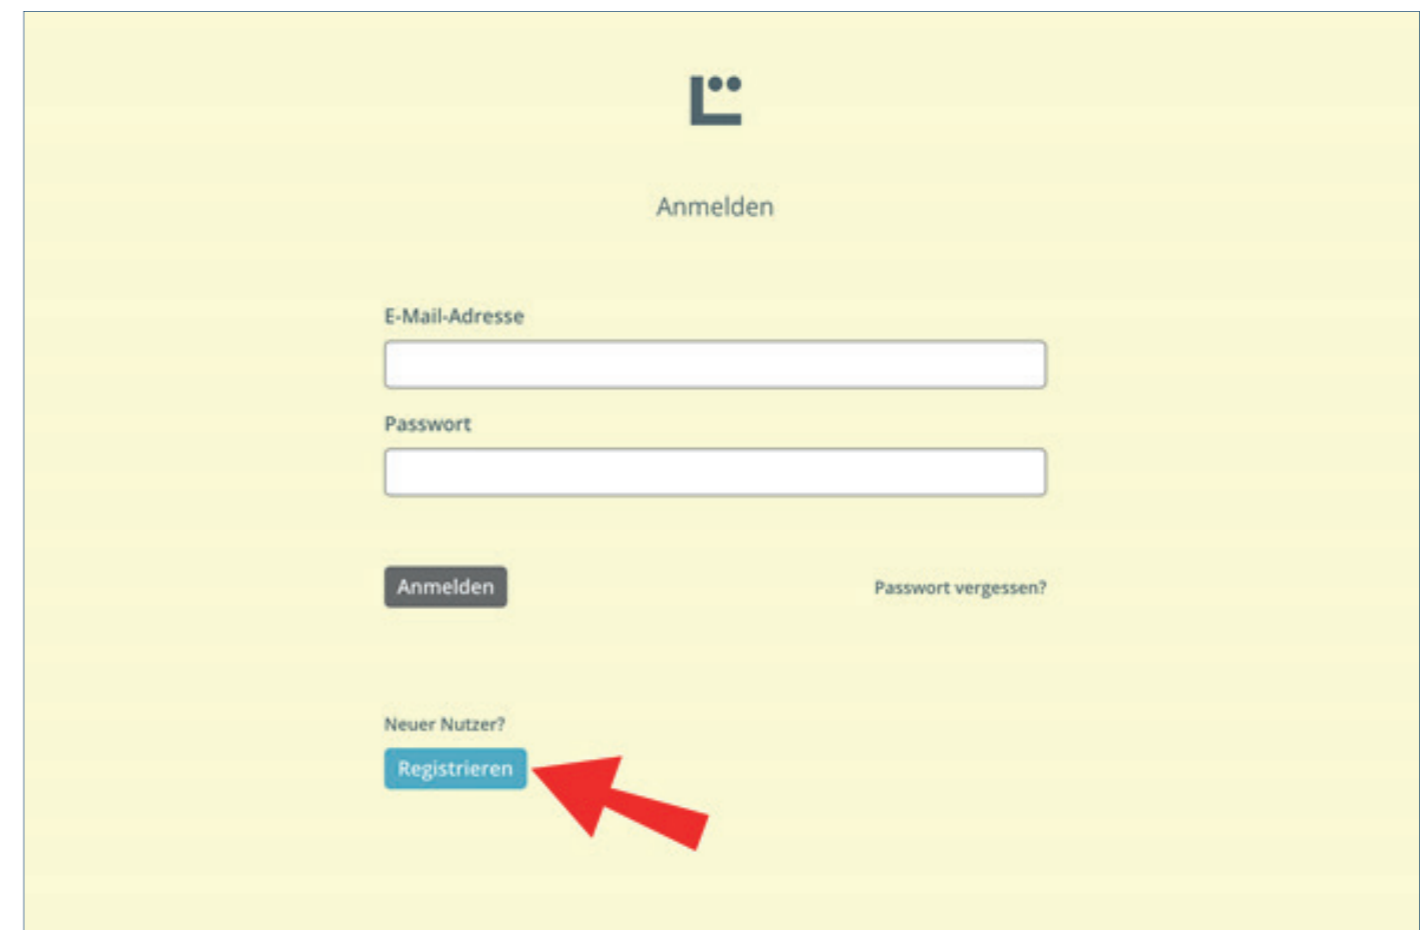 Anmelden
E-Mail-Adresse
Passwort
Anmelden
Passwort vergessen?
Neuer Nutzer?
Registrieren